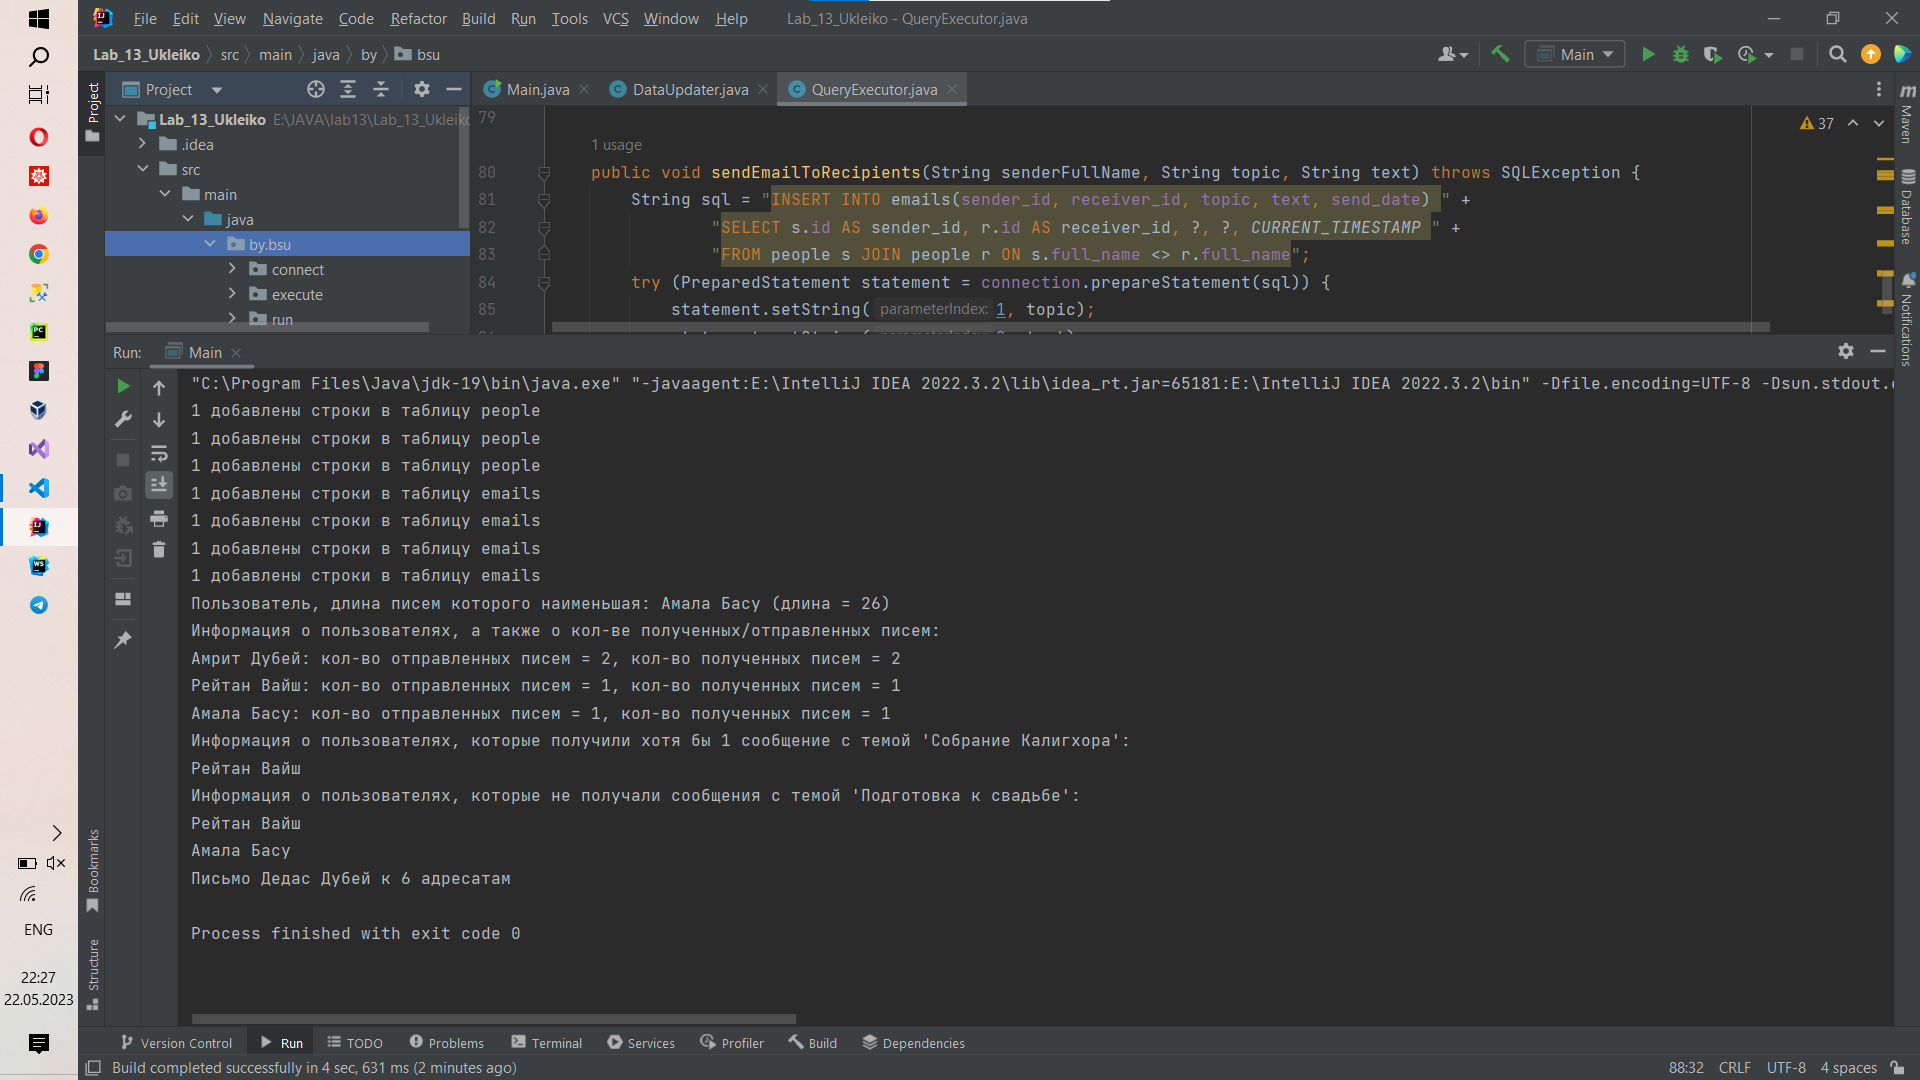 File Edit View Navigate Code Refactor Build Run Tools VCS Window Help Lab_13_Ukleiko - QueryExecutor.java
Lab_13_Ukleiko src main java by bsu Main
Project Main.java DataUpdater.java QueryExecutor.java
Project
Lab_13_Ukleiko E:\JAVA\lab13\Lab_13_Ukleiko
.idea
src
main
java
by.bsu
connect
execute
run
79
37
1 usage
80 public void sendEmailToRecipients(String senderFullName, String topic, String text) throws SQLException {
81 String sql = "INSERT INTO emails(sender_id, receiver_id, topic, text, send_date) " +
82 "SELECT s.id AS sender_id, r.id AS receiver_id, ?, ?, CURRENT_TIMESTAMP " +
83 "FROM people s JOIN people r ON s.full_name <> r.full_name";
84 try (PreparedStatement statement = connection.prepareStatement(sql)) {
85 statement.setString( parameterIndex: 1, topic);
Maven
Database
Notifications
Run: Main
"C:\Program Files\Java\jdk-19\bin\java.exe" "-javaagent:E:\IntelliJ IDEA 2022.3.2\lib\idea_rt.jar=65181:E:\IntelliJ IDEA 2022.3.2\bin" -Dfile.encoding=UTF-8 -Dsun.stdout.
1 добавлены строки в таблицу people
1 добавлены строки в таблицу people
1 добавлены строки в таблицу people
1 добавлены строки в таблицу emails
1 добавлены строки в таблицу emails
1 добавлены строки в таблицу emails
1 добавлены строки в таблицу emails
Пользователь, длина писем которого наименьшая: Амала Басу (длина = 26)
Информация о пользователях, а также о кол-ве полученных/отправленных писем:
Амрит Дубей: кол-во отправленных писем = 2, кол-во полученных писем = 2
Рейтан Вайш: кол-во отправленных писем = 1, кол-во полученных писем = 1
Амала Басу: кол-во отправленных писем = 1, кол-во полученных писем = 1
Информация о пользователях, которые получили хотя бы 1 сообщение с темой 'Собрание Калигхора':
Рейтан Вайш
Информация о пользователях, которые не получали сообщения с темой 'Подготовка к свадьбе':
Рейтан Вайш
Амала Басу
Письмо Дедас Дубей к 6 адресатам
Process finished with exit code 0
Bookmarks
Structure
ENG
22:27
22.05.2023
Version Control Run TODO Problems Terminal Services Profiler Build Dependencies
Build completed successfully in 4 sec, 631 ms (2 minutes ago) 88:32 CRLF UTF-8 4 spaces